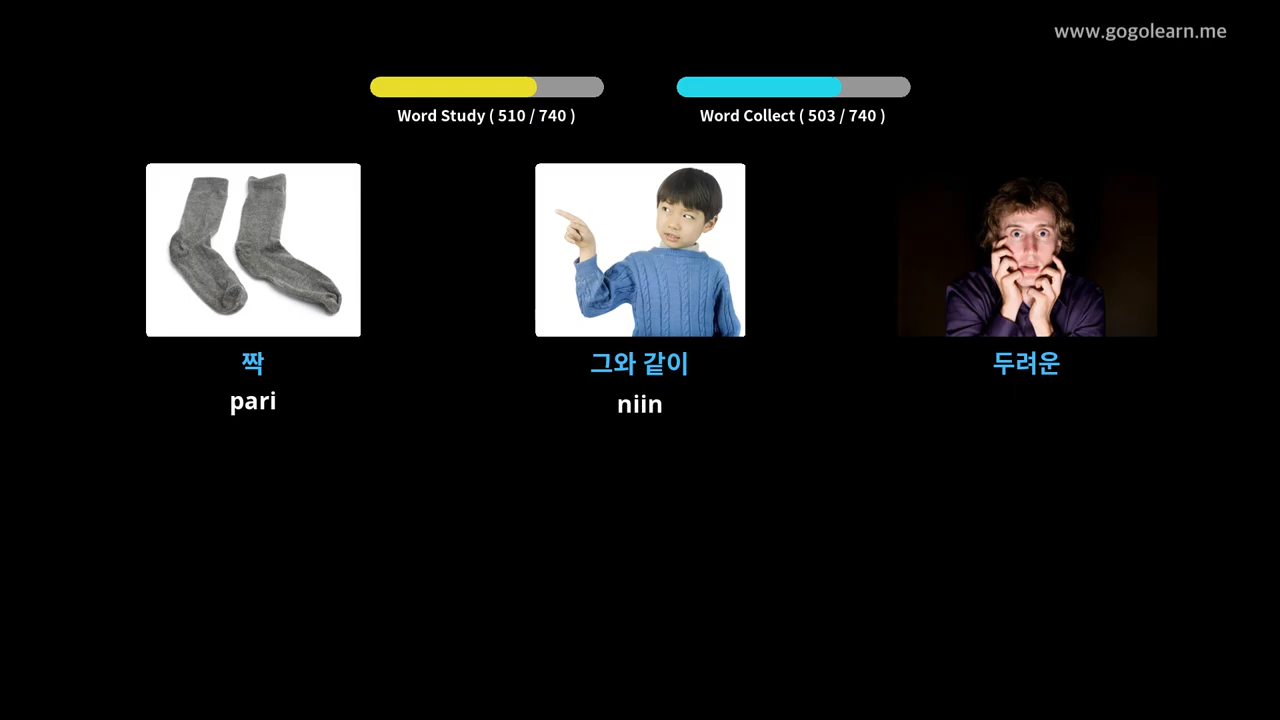 www.gogolearn.me
Word Study ( 510 / 740 )
Word Collect ( 503 / 740 )
짝
그와 같이
두려운
pari
niin